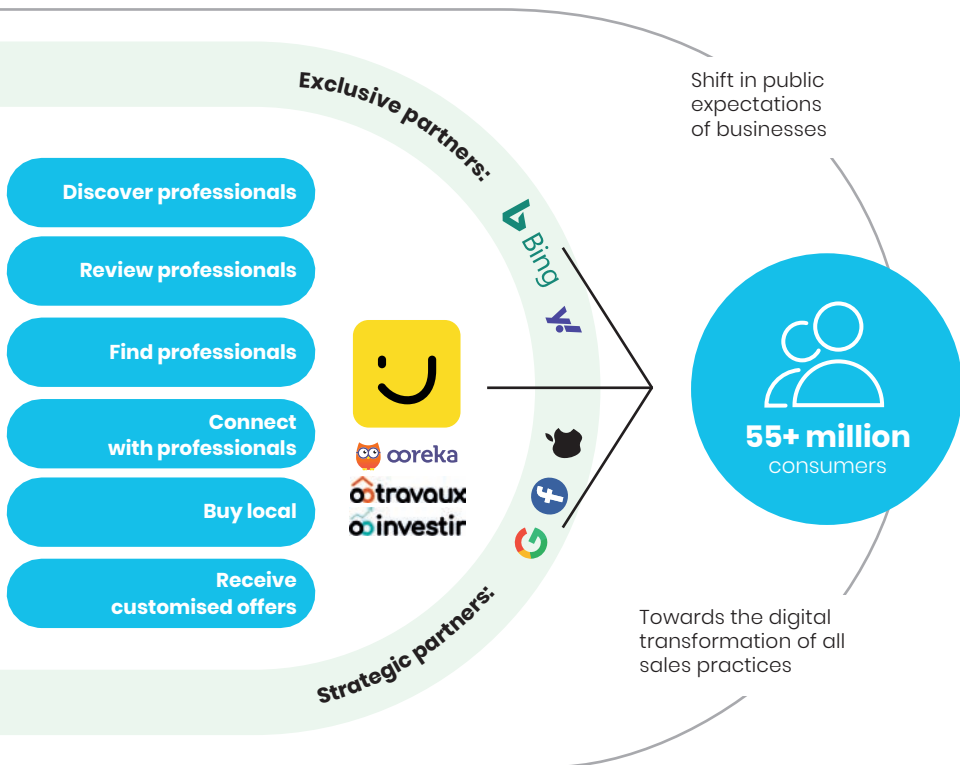 Exclusive partners:
Shift in public
expectations
of businesses
Discover professionals
Review professionals
Find professionals
Connect
with professionals
Buy local
Receive
customised offers
ooreka
ootravaux
ooinvestir
Bing
Y!
f
G
55+ million
consumers
Strategic partners:
Towards the digital
transformation of all
sales practices